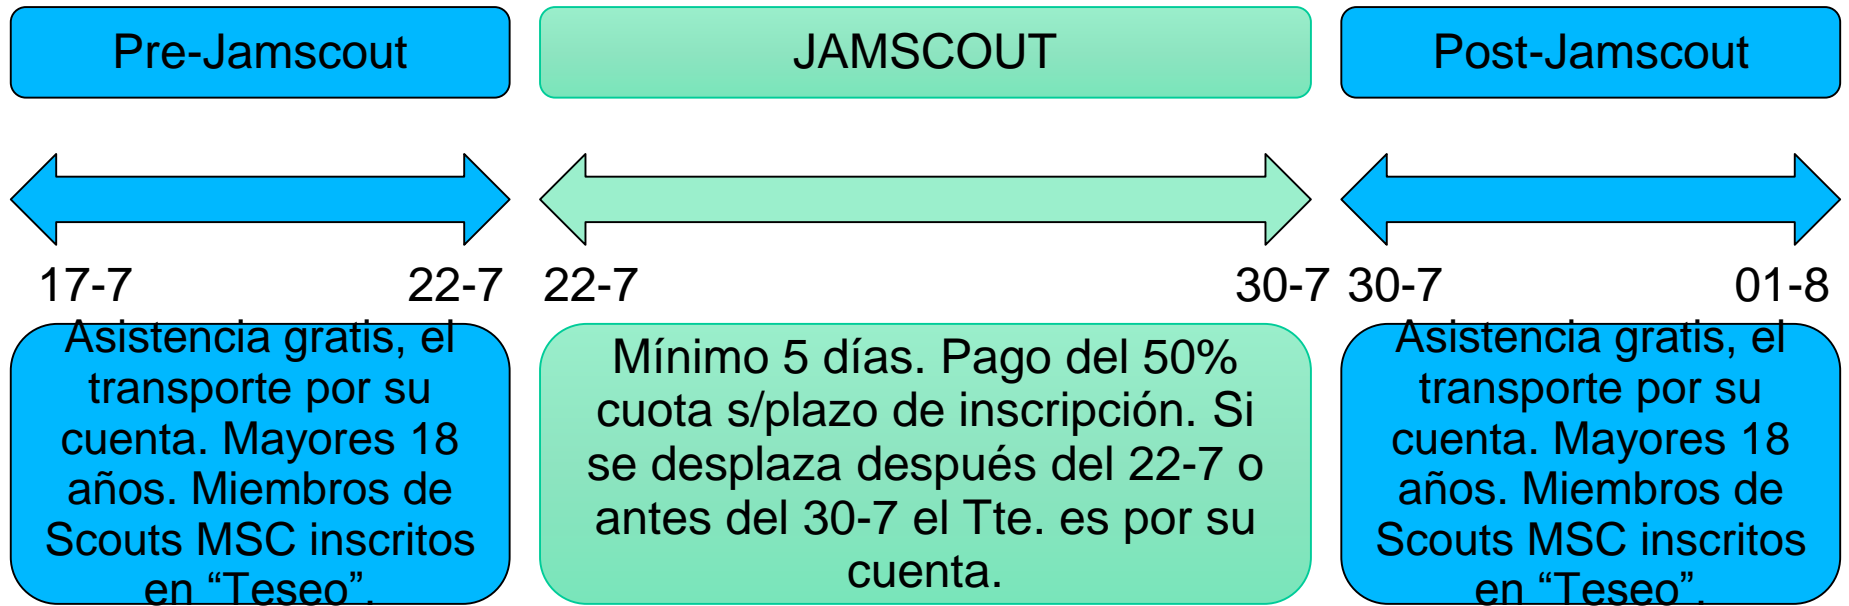 Pre-Jamscout
JAMSCOUT
Post-Jamscout
17-7
22-7
22-7
30-7
30-7
01-8
Asistencia gratis, el
transporte por su
cuenta. Mayores 18
años. Miembros de
Scouts MSC inscritos
en “Teseo”.
Mínimo 5 días. Pago del 50%
cuota s/plazo de inscripción. Si
se desplaza después del 22-7 o
antes del 30-7 el Tte. es por su
cuenta.
Asistencia gratis, el
transporte por su
cuenta. Mayores 18
años. Miembros de
Scouts MSC inscritos
en “Teseo”.